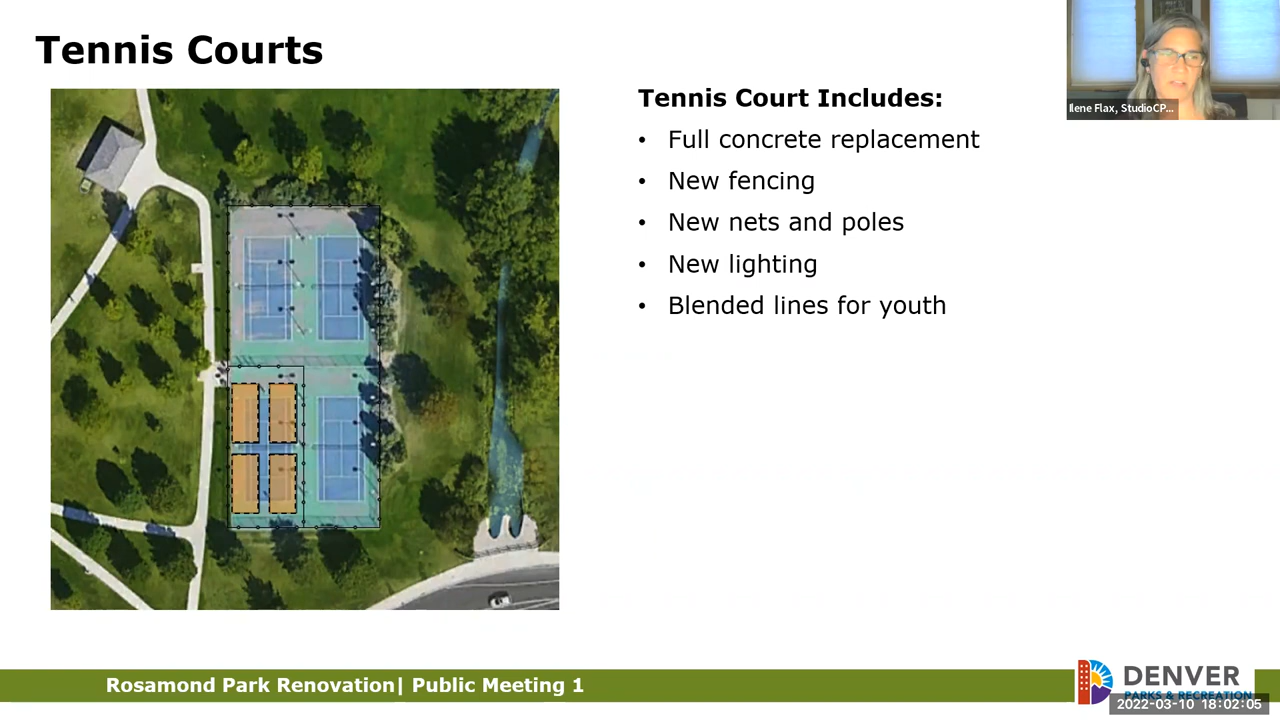 Tennis Courts
Ilene Flax, StudioCP...
Tennis Court Includes:
• Full concrete replacement
• New fencing
• New nets and poles
• New lighting
• Blended lines for youth
Rosamond Park Renovation| Public Meeting 1
DENVER
PARKS & RECREATION
2022-03-10 18:02:05